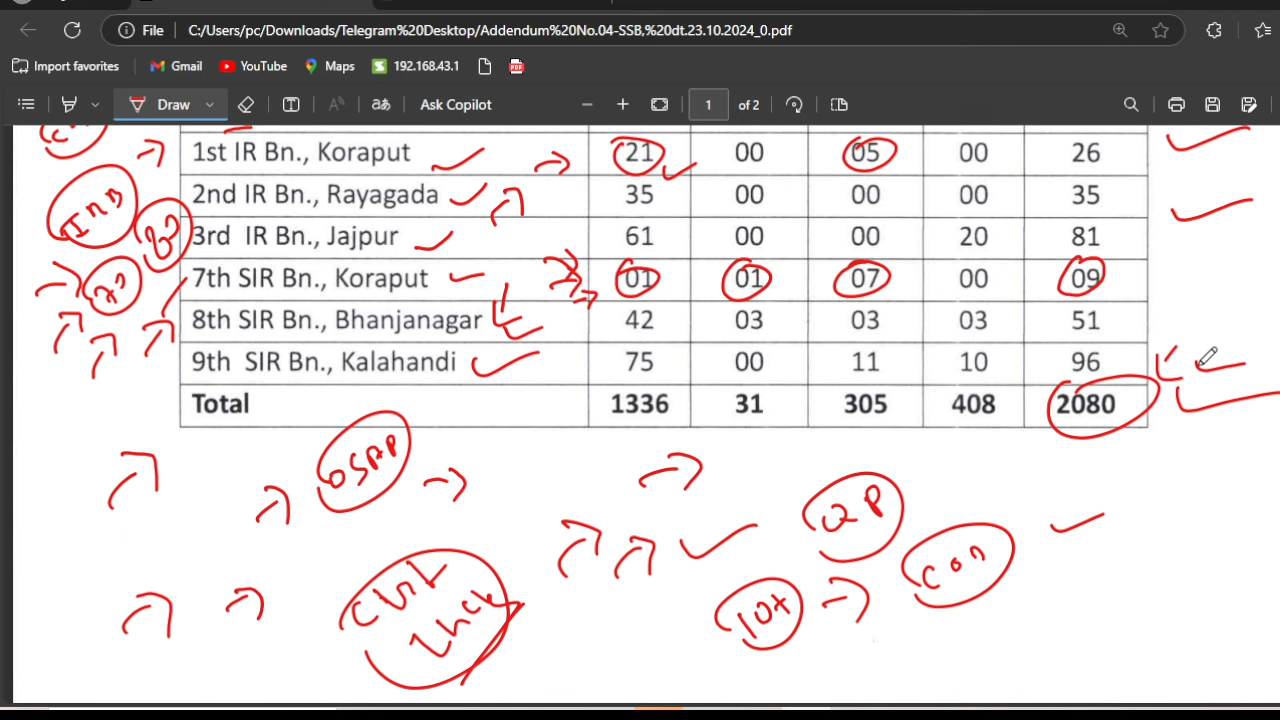 File C:/Users/pc/Downloads/Telegram%20Desktop/Addendum%20No.04-SSB,%20dt.23.10.2024_0.pdf
Import favorites Gmail YouTube Maps 192.168.43.1
Draw aあ Ask Copilot 1 of 2
1st IR Bn., Koraput 21 00 05 00 26
2nd IR Bn., Rayagada 35 00 00 00 35
IRB
3rd IR Bn., Jajpur 61 00 00 20 81
7th SIR Bn., Koraput 01 01 07 00 09
8th SIR Bn., Bhanjanagar 42 03 03 03 51
9th SIR Bn., Kalahandi 75 00 11 10 96
Total 1336 31 305 408 2080
OSAP
con